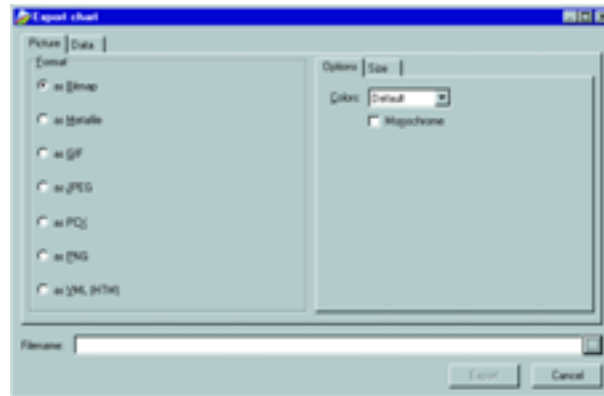 Export chart
Picture Data
Format
as Bitmap
as Metafile
as GIF
as JPEG
as PCX
as PNG
as VML (HTM)
Options Size
Colors: Default
Monochrome
Filename:
Export Cancel